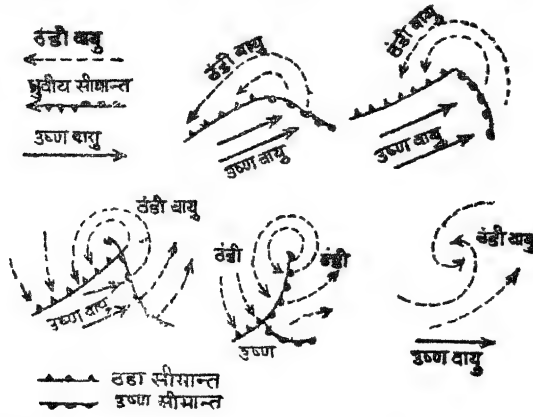 ठंडी वायु
ध्रुवीय सीमान्त
उष्ण वायु
ठंडी वायु
उष्ण वायु
ठंडी वायु
उष्ण वायु
ठंडी वायु
उष्ण वायु
ठंडी
ठंडी
उष्ण
ठंडी वायु
उष्ण वायु
ठंडा सीमान्त
उष्ण सीमान्त